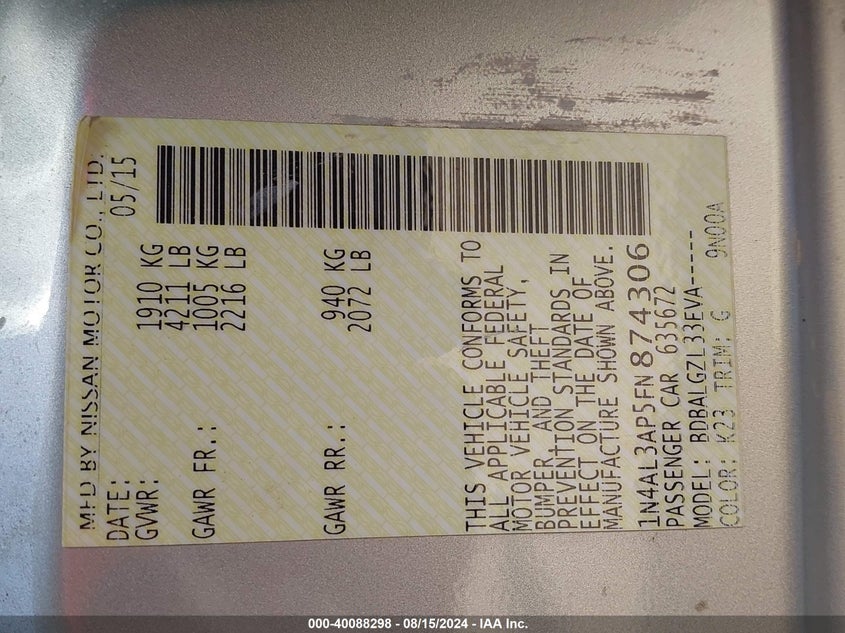 MFD BY NISSAN MOTOR CO., LTD.
DATE: 05/15
GVWR: 1910 KG
4211 LB
GAWR FR.: 1005 KG
2216 LB
GAWR RR.: 940 KG
2072 LB
THIS VEHICLE CONFORMS TO
ALL APPLICABLE FEDERAL
MOTOR VEHICLE SAFETY,
BUMPER, AND THEFT
PREVENTION STANDARDS IN
EFFECT ON THE DATE OF
MANUFACTURE SHOWN ABOVE.
1N4AL3AP5FN874306
PASSENGER CAR 635672
MODEL: BDBALGZL33EVA-----
COLOR: K23 TRIM: G 9N00A
000-40088298 - 08/15/2024 - IAA Inc.